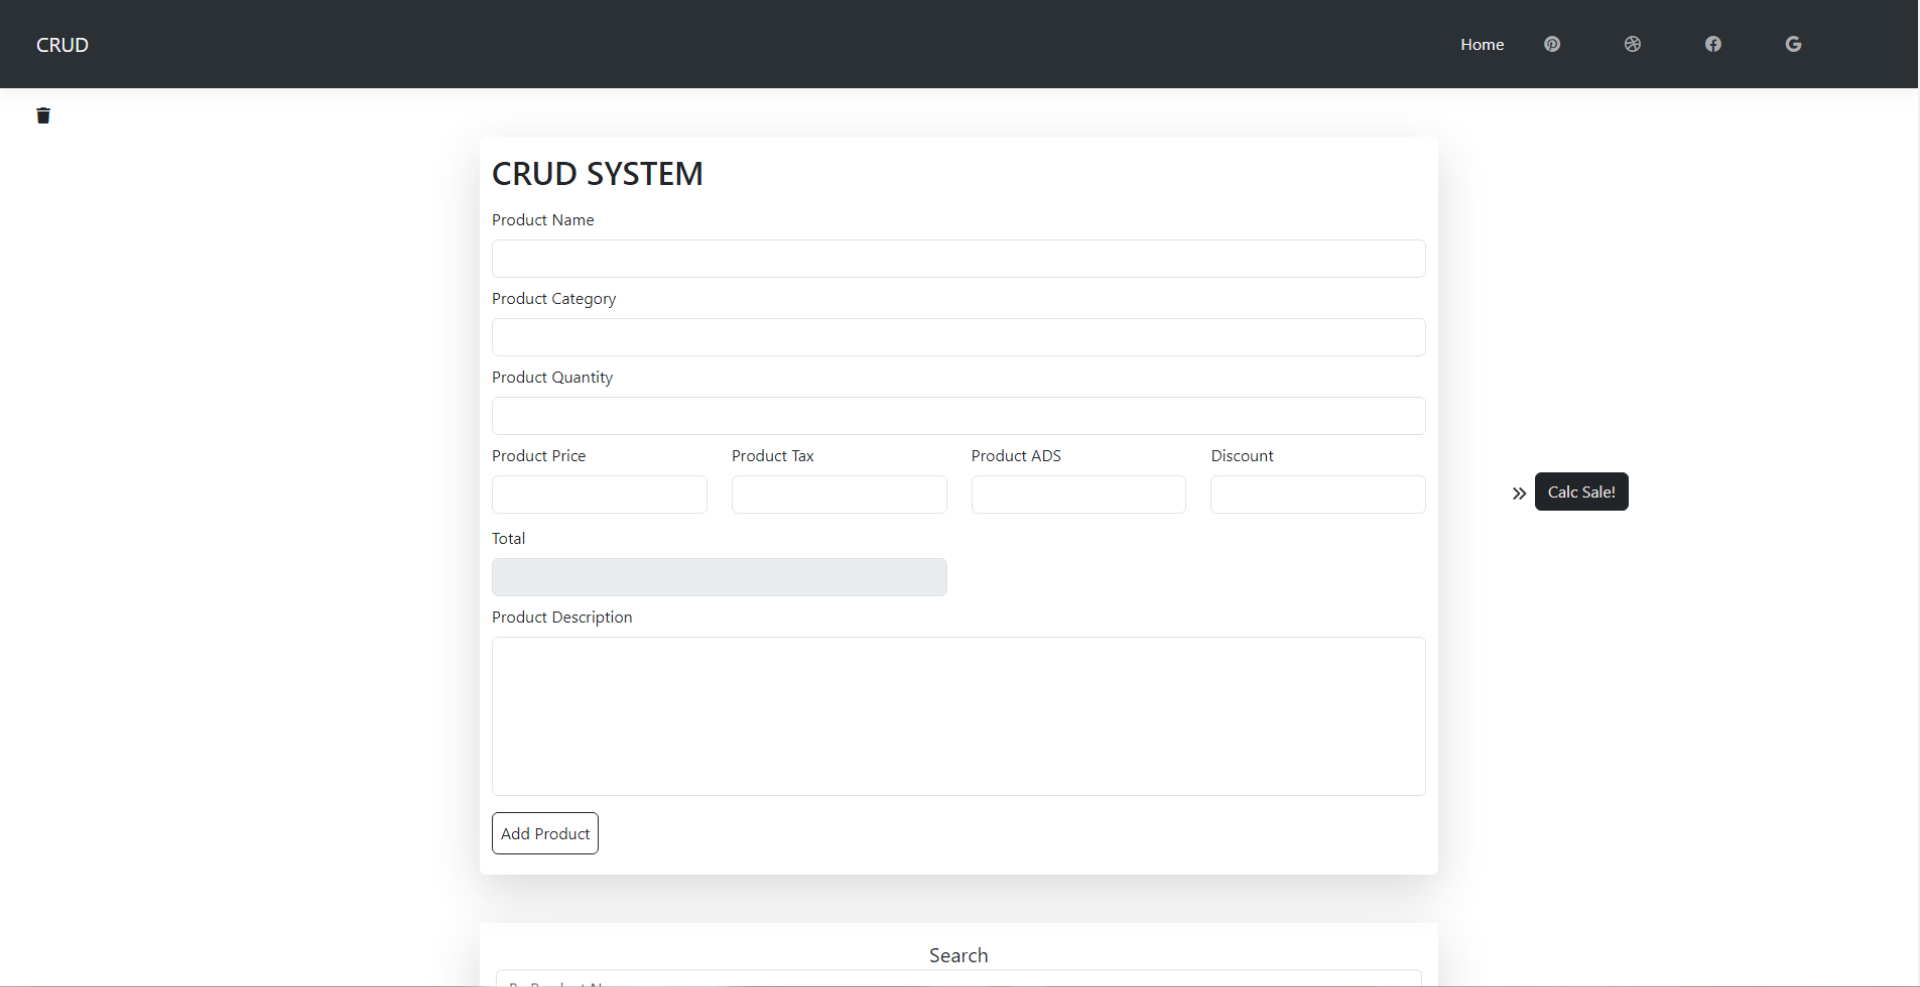 CRUD
Home
CRUD SYSTEM
Product Name
Product Category
Product Quantity
Product Price Product Tax Product ADS Discount
Calc Sale!
Total
Product Description
Add Product
Search